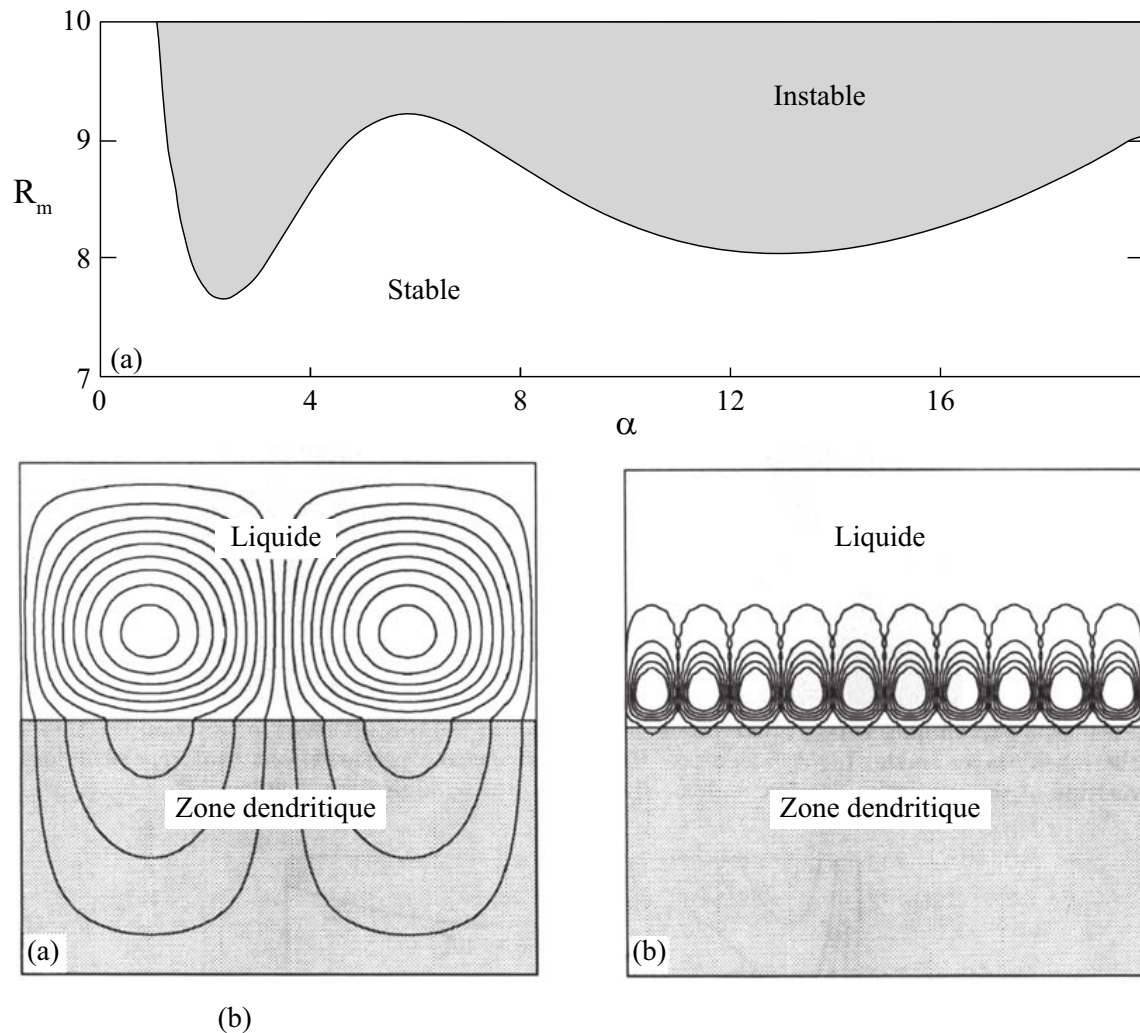 10
Instable
9
R_m
8
Stable
(a)
7
0
4
8
12
16
α
Liquide
Liquide
Zone dendritique
Zone dendritique
(a)
(b)
(b)